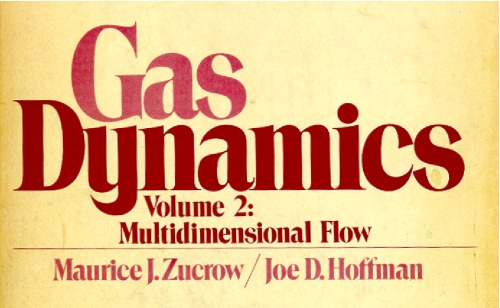 Gas
Dynamics
Volume 2:
Multidimensional Flow
Maurice J. Zucrow / Joe D. Hoffman